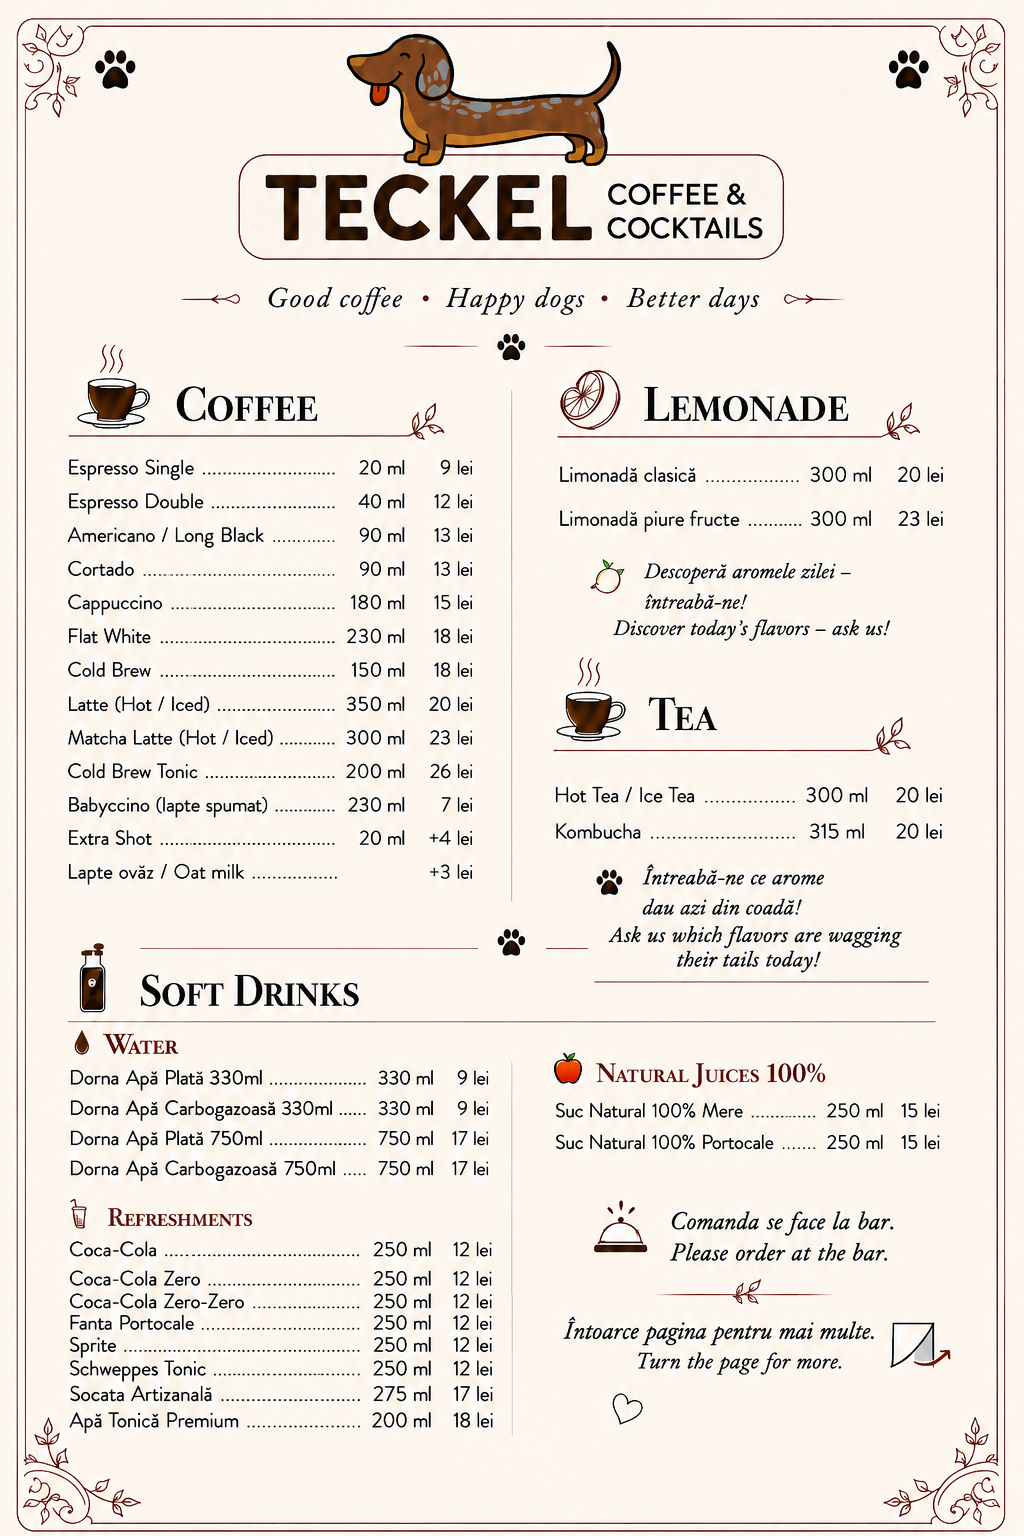 TECKEL COFFEE & COCKTAILS
Good coffee • Happy dogs • Better days
COFFEE
Espresso Single ........................ 20 ml 9 lei
Espresso Double ...................... 40 ml 12 lei
Americano / Long Black ............ 90 ml 13 lei
Cortado .................................. 90 ml 13 lei
Cappuccino ............................. 180 ml 15 lei
Flat White ............................... 230 ml 18 lei
Cold Brew ............................... 150 ml 18 lei
Latte (Hot / Iced) ..................... 350 ml 20 lei
Matcha Latte (Hot / Iced) .......... 300 ml 23 lei
Cold Brew Tonic ....................... 200 ml 26 lei
Babyccino (lapte spumat) ........... 230 ml 7 lei
Extra Shot ............................... 20 ml +4 lei
Lapte ovăz / Oat milk ............... +3 lei
LEMONADE
Limonadă clasică ................ 300 ml 20 lei
Limonadă piure fructe .......... 300 ml 23 lei
Descoperă aromele zilei –
întreabă-ne!
Discover today's flavors – ask us!
TEA
Hot Tea / Ice Tea ................ 300 ml 20 lei
Kombucha ......................... 315 ml 20 lei
Întreabă-ne ce arome
dau azi din coadă!
Ask us which flavors are wagging
their tails today!
SOFT DRINKS
WATER
Dorna Apă Plată 330ml ................. 330 ml 9 lei
Dorna Apă Carbogazoasă 330ml ...... 330 ml 9 lei
Dorna Apă Plată 750ml ................. 750 ml 17 lei
Dorna Apă Carbogazoasă 750ml ..... 750 ml 17 lei
REFRESHMENTS
Coca-Cola .................................. 250 ml 12 lei
Coca-Cola Zero ........................... 250 ml 12 lei
Coca-Cola Zero-Zero ................... 250 ml 12 lei
Fanta Portocale ........................... 250 ml 12 lei
Sprite ........................................ 250 ml 12 lei
Schweppes Tonic ......................... 250 ml 12 lei
Socata Artizanală ........................ 275 ml 17 lei
Apă Tonică Premium .................... 200 ml 18 lei
NATURAL JUICES 100%
Suc Natural 100% Mere ............ 250 ml 15 lei
Suc Natural 100% Portocale ....... 250 ml 15 lei
Comanda se face la bar.
Please order at the bar.
Întoarce pagina pentru mai multe.
Turn the page for more.